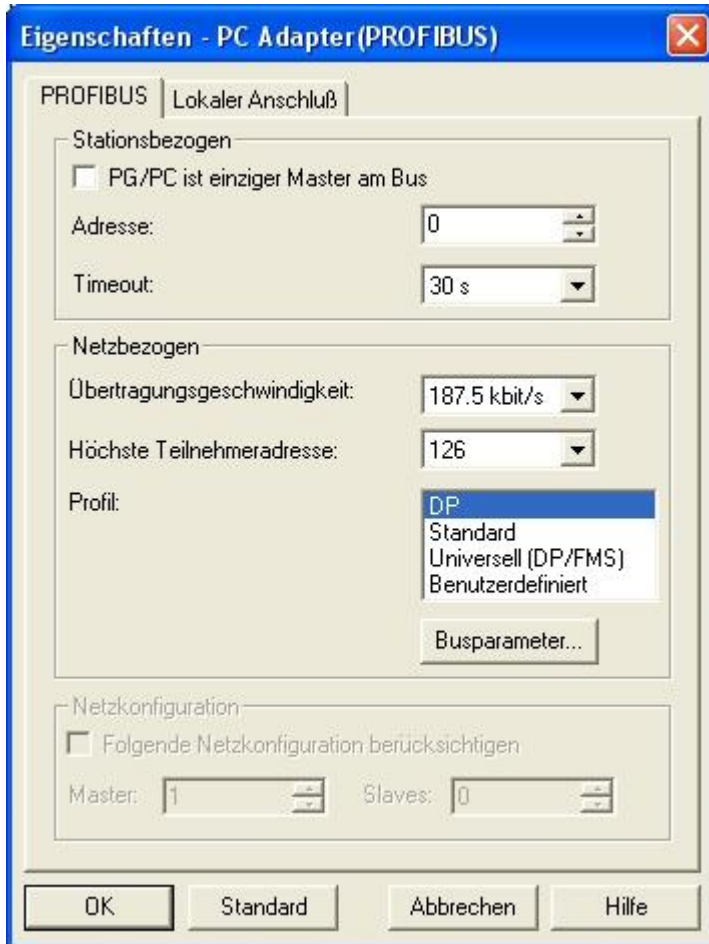 Eigenschaften - PC Adapter(PROFIBUS)
PROFIBUS
Lokaler Anschluß
Stationsbezogen
PG/PC ist einziger Master am Bus
Adresse: 0
Timeout: 30 s
Netzbezogen
Übertragungsgeschwindigkeit: 187.5 kbit/s
Höchste Teilnehmeradresse: 126
Profil: DP
Standard
Universell (DP/FMS)
Benutzerdefiniert
Busparameter...
Netzkonfiguration
Folgende Netzkonfiguration berücksichtigen
Master: 1 Slaves: 0
OK Standard Abbrechen Hilfe